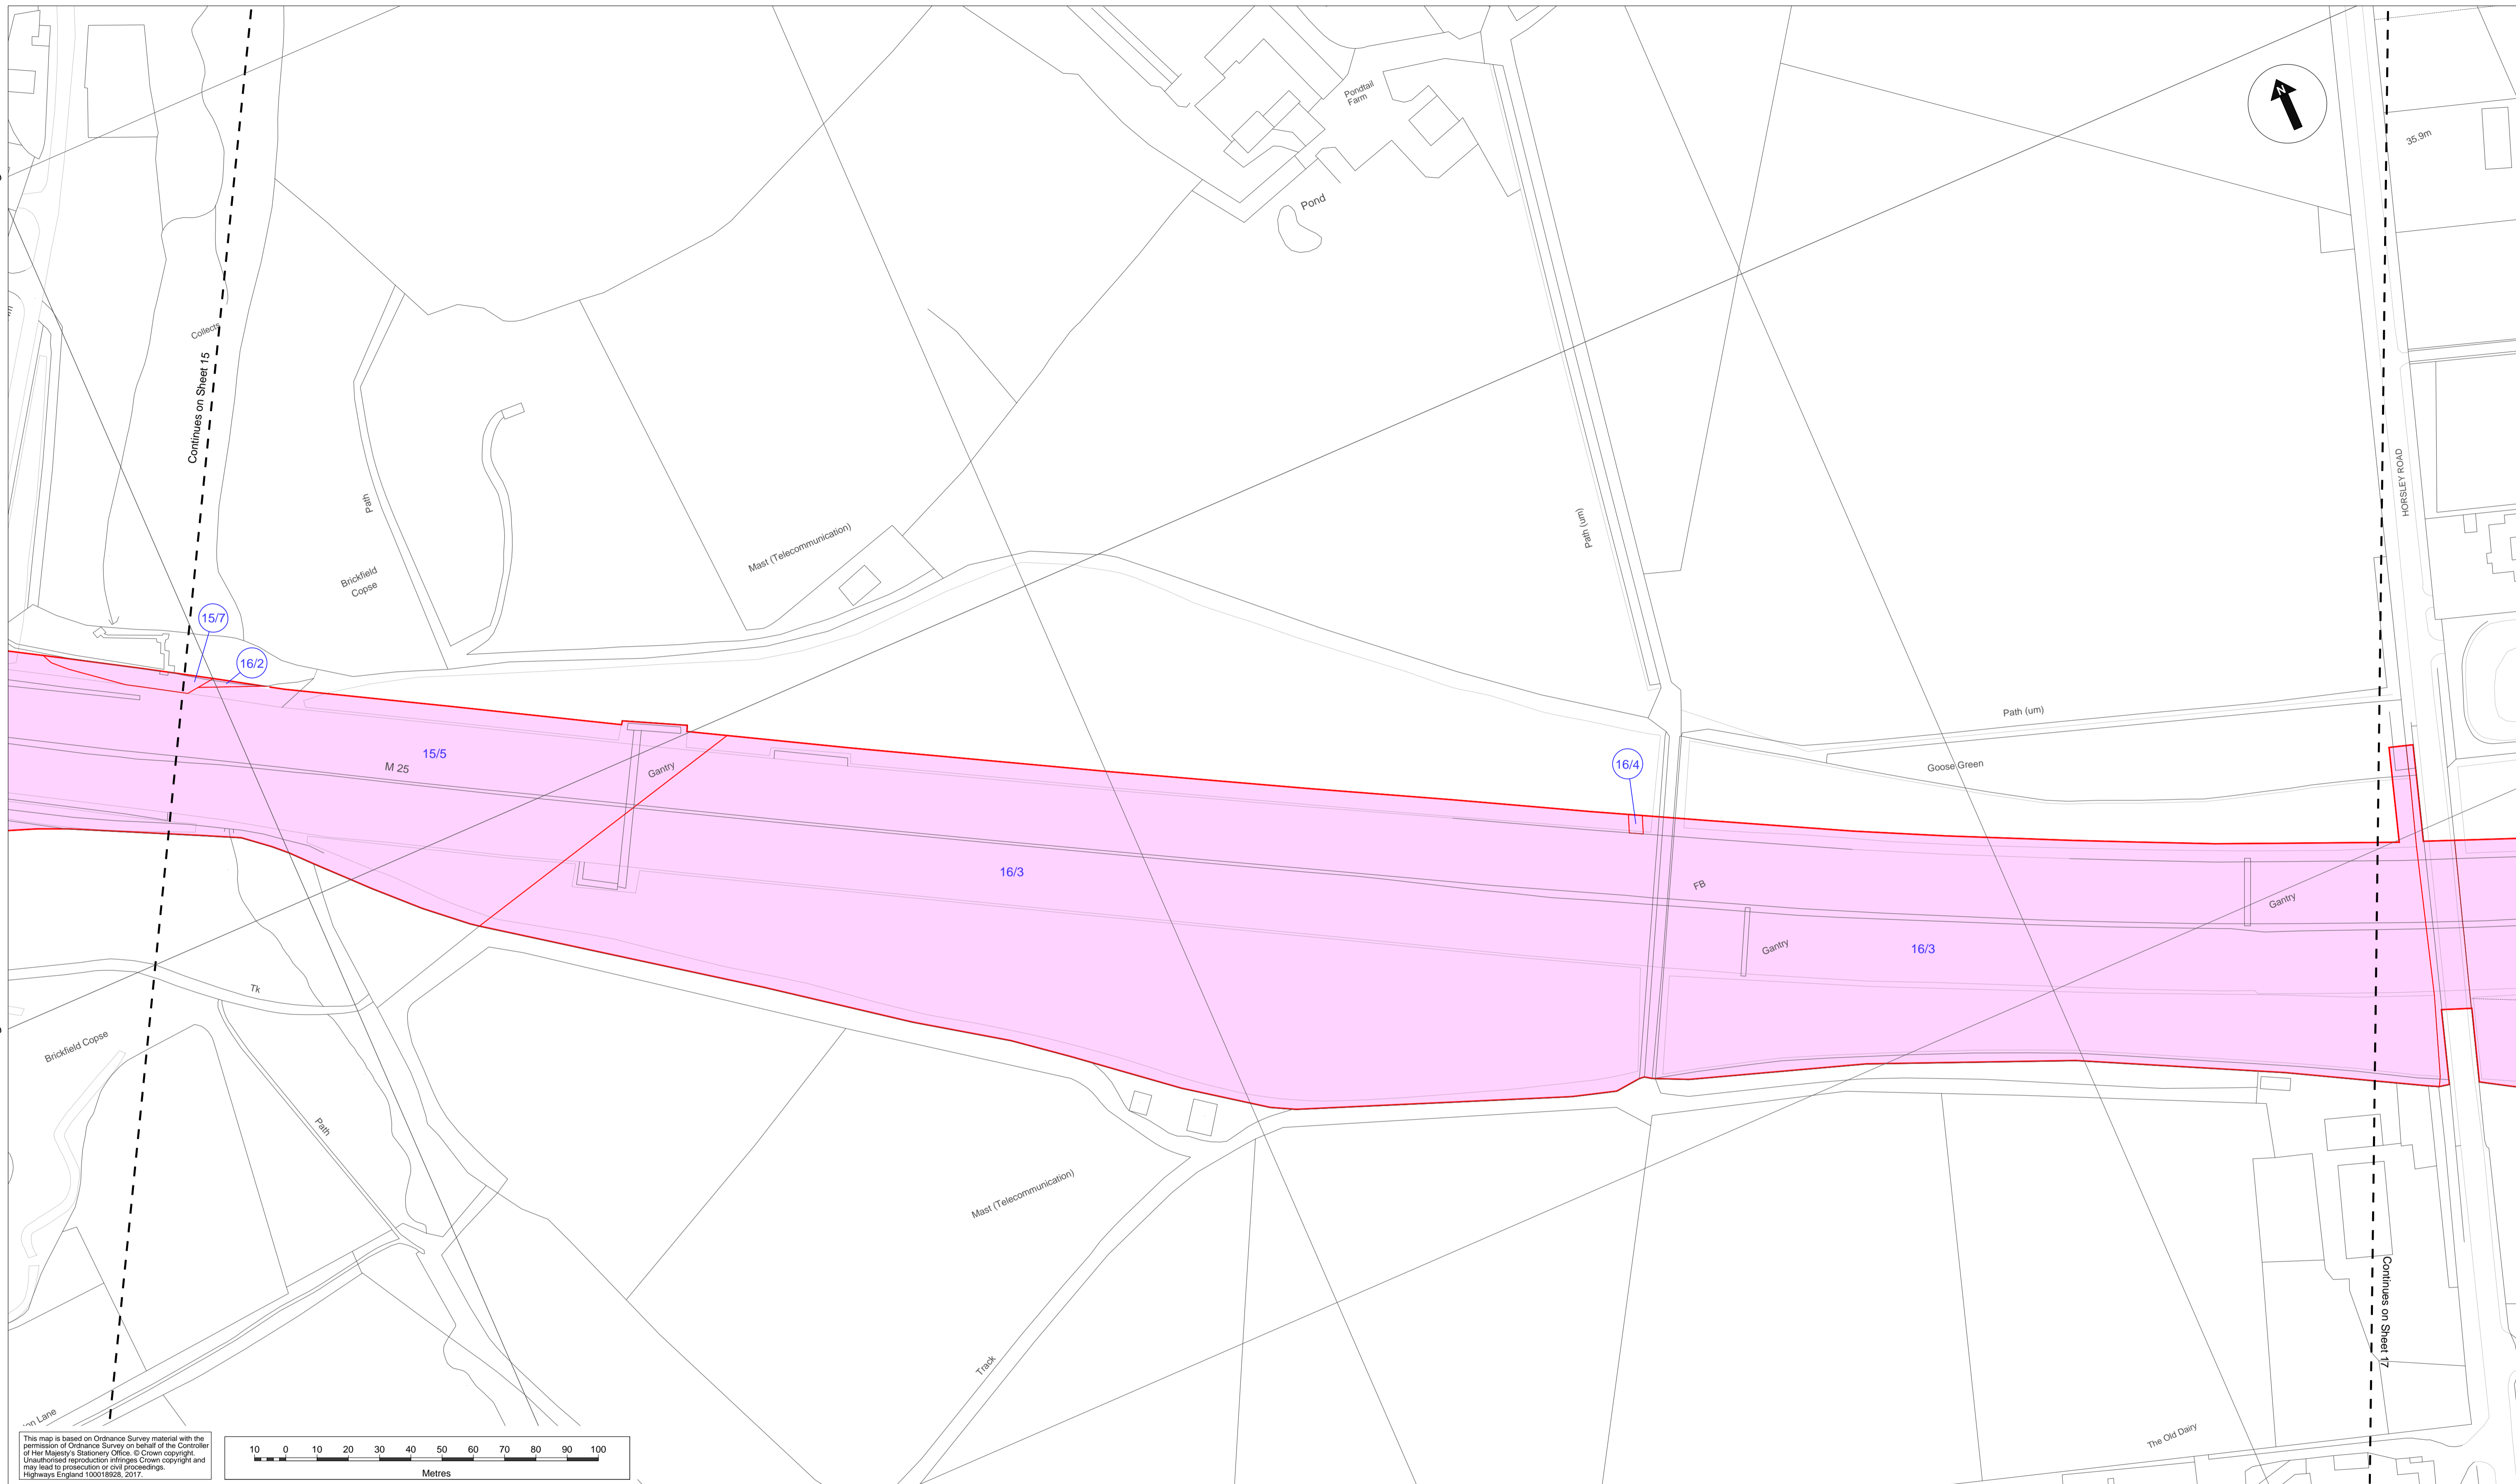 Pondtail
Farm
N
35.9m
Pond
Collects
Continues on Sheet 15
HORSLEY ROAD
Path
Path (um)
Mast (Telecommunication)
Brickfield
Copse
15/7
16/2
Path (um)
15/5
M 25
Gantry
16/4
Goose Green
16/3
FB
Gantry
Gantry
16/3
Tk
Brickfield Copse
Path
Mast (Telecommunication)
Continues on Sheet 17
Track
Lane
The Old Dairy
This map is based on Ordnance Survey material with the
permission of Ordnance Survey on behalf of the Controller
of Her Majesty's Stationery Office. © Crown copyright.
Unauthorised reproduction infringes Crown copyright and
may lead to prosecution or civil proceedings.
Highways England 100018928, 2017.
10 0 10 20 30 40 50 60 70 80 90 100
Metres